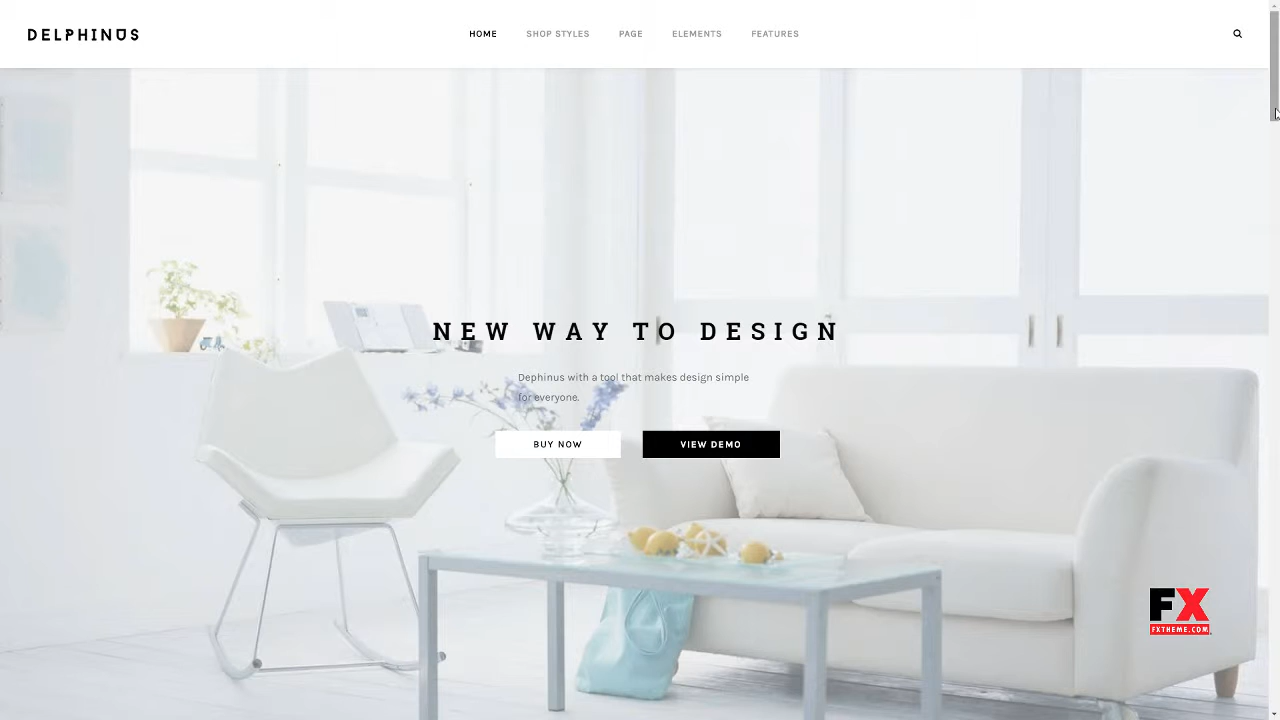 DELPHINUS
HOME SHOP STYLES PAGE ELEMENTS FEATURES
NEW WAY TO DESIGN
Dephinus with a tool that makes design simple
for everyone.
BUY NOW VIEW DEMO
FX
FXTHEME.COM